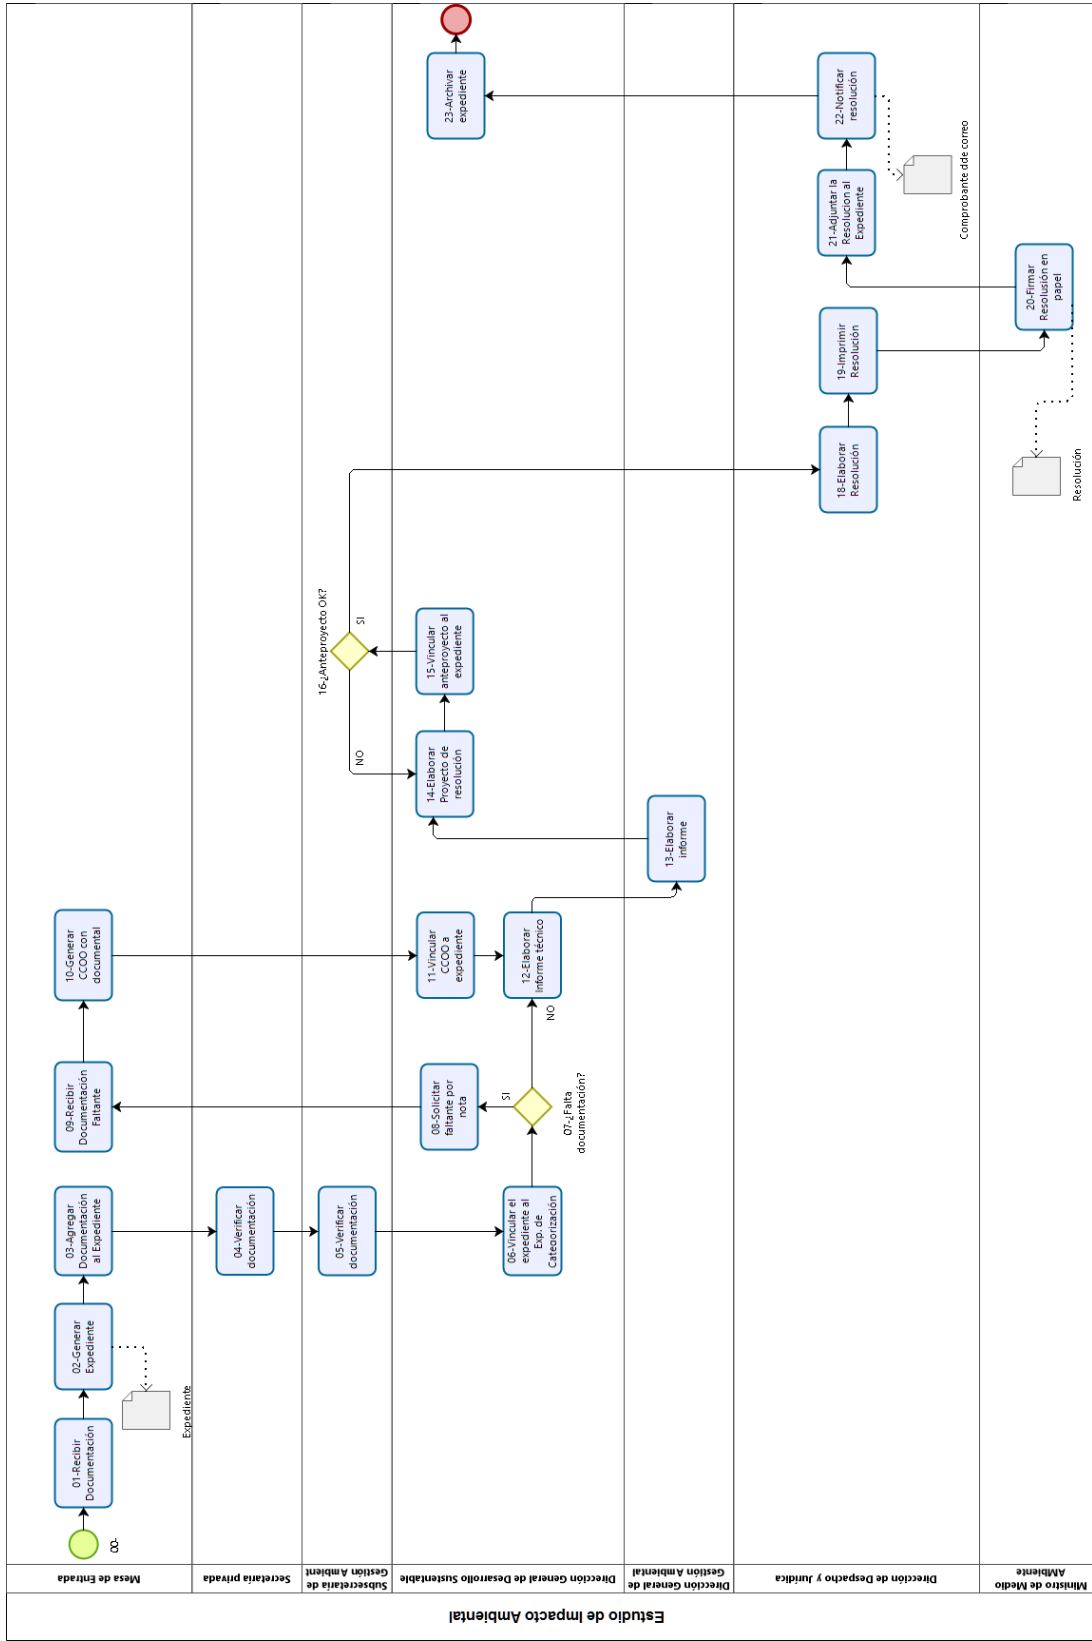 Estudio de Impacto Ambiental
Mesa de Entrada
00-
01-Recibir
Documentación
02-Generar
Expediente
Expediente
03-Agregar
Documentación
al Expediente
09-Recibir
Documentación
Faltante
10-Generar
CCOO con
documental
Secretaria privada
04-Verificar
documentación
Subsecretaria de
Gestión Ambient
05-Verificar
documentación
16-¿Anteproyecto OK?
NO
SI
Dirección General de Desarrollo Sustentable
06-Vincular el
expediente al
Exp. de
Categorización
07-¿Falta
documentación?
SI
NO
08-Solicitar
faltante por
nota
11-Vincular
CCOO a
expediente
12-Elaborar
Informe técnico
14-Elaborar
Proyecto de
resolución
15-Vincular
anteproyecto al
expediente
23-Archivar
expediente
Dirección General de
Gestión Ambiental
13-Elaborar
informe
Dirección de Despacho y Jurídica
18-Elaborar
Resolución
19-Imprimir
Resolución
21-Adjuntar la
Resolucion al
Expediente
22-Notificar
resolución
Comprobante dde correo
Ministro de Medio
AMbiente
20-Firmar
Resolusión en
papel
Resolución